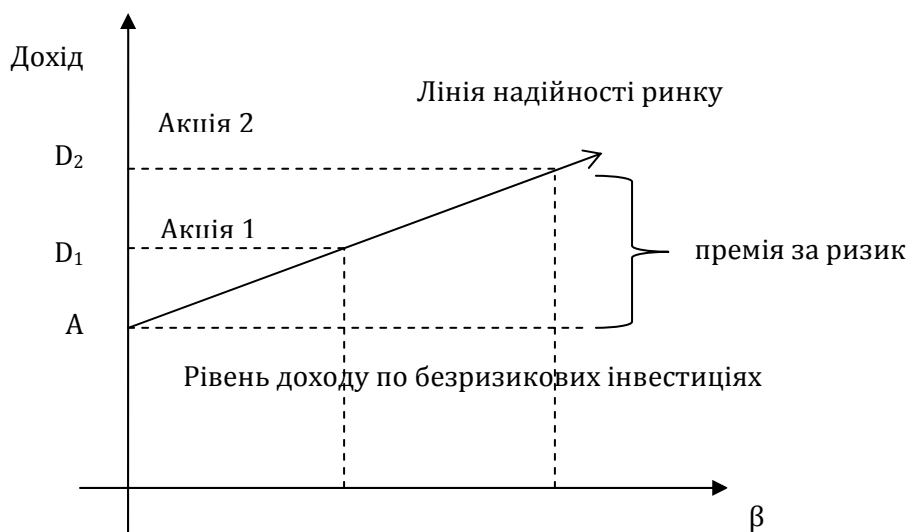 Дохід
Лінія надійності ринку
Акція 2
D₂
Акція 1
D₁
премія за ризик
A
Рівень доходу по безризикових інвестиціях
β